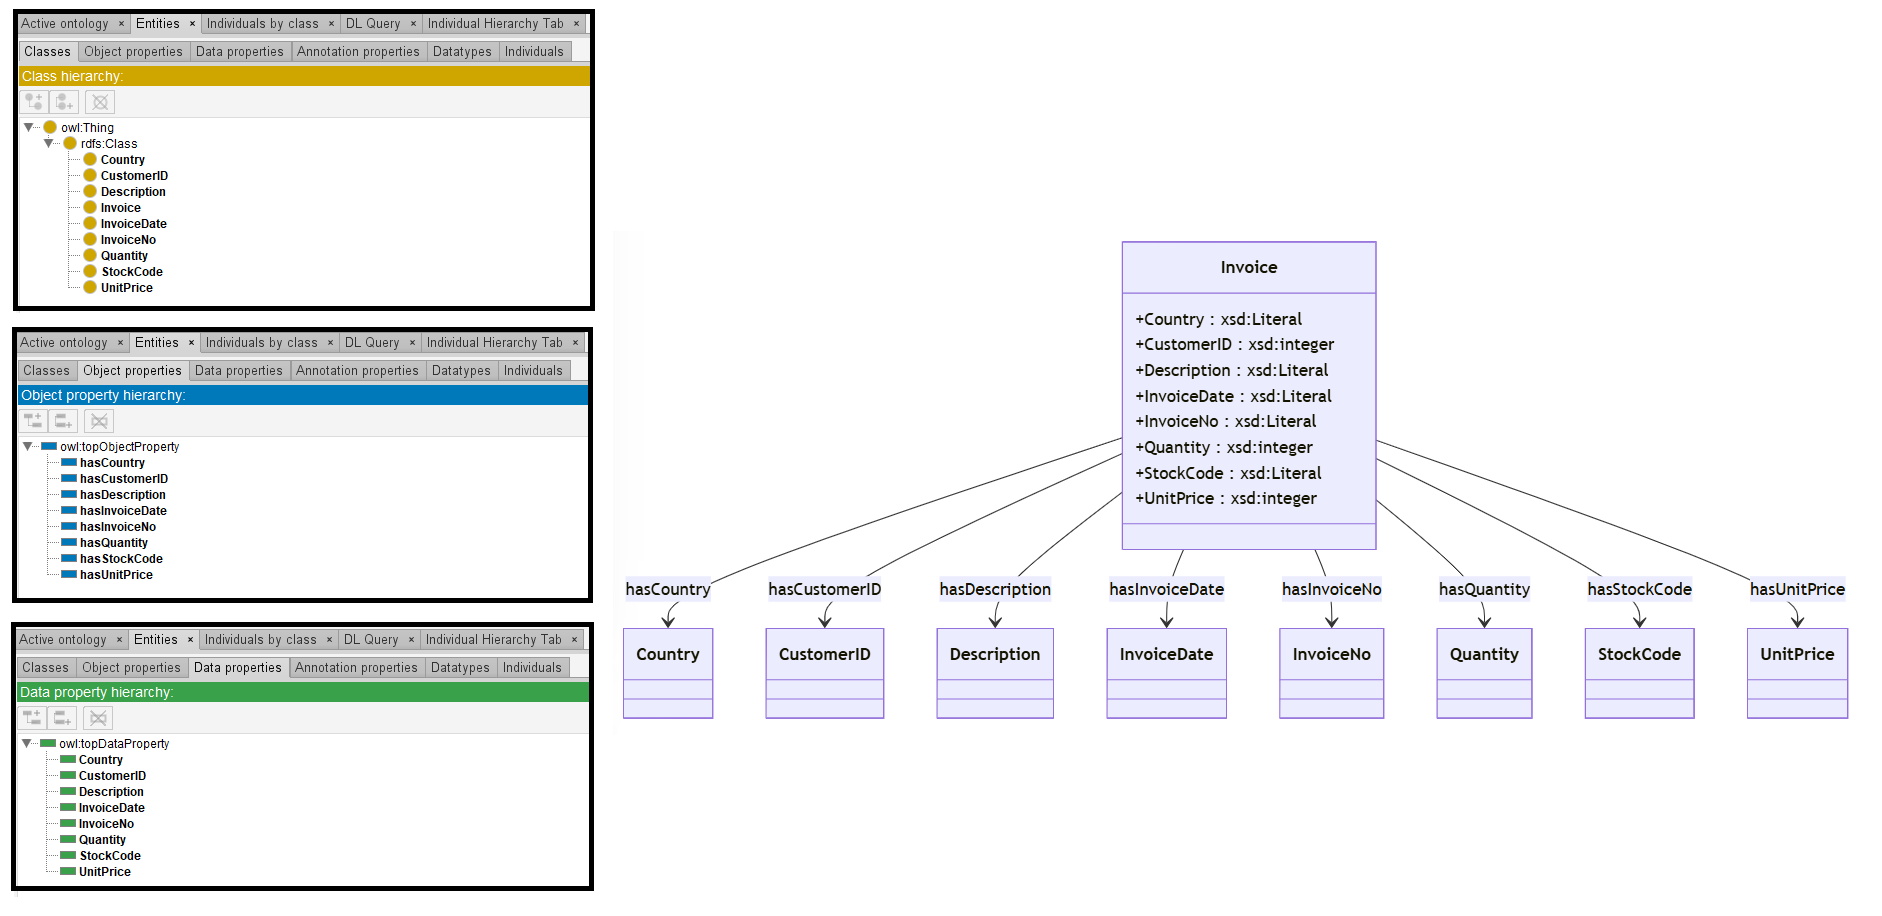 Active ontology × Entities × Individuals by class × DL Query × Individual Hierarchy Tab ×
Classes Object properties Data properties Annotation properties Datatypes Individuals
Class hierarchy:
owl:Thing
rdfs:Class
Country
CustomerID
Description
Invoice
InvoiceDate
InvoiceNo
Quantity
StockCode
UnitPrice
Active ontology × Entities × Individuals by class × DL Query × Individual Hierarchy Tab ×
Classes Object properties Data properties Annotation properties Datatypes Individuals
Object property hierarchy:
owl:topObjectProperty
hasCountry
hasCustomerID
hasDescription
hasInvoiceDate
hasInvoiceNo
hasQuantity
hasStockCode
hasUnitPrice
Active ontology × Entities × Individuals by class × DL Query × Individual Hierarchy Tab ×
Classes Object properties Data properties Annotation properties Datatypes Individuals
Data property hierarchy:
owl:topDataProperty
Country
CustomerID
Description
InvoiceDate
InvoiceNo
Quantity
StockCode
UnitPrice
Invoice
+Country : xsd:Literal
+CustomerID : xsd:integer
+Description : xsd:Literal
+InvoiceDate : xsd:Literal
+InvoiceNo : xsd:Literal
+Quantity : xsd:integer
+StockCode : xsd:Literal
+UnitPrice : xsd:integer
hasCountry hasCustomerID hasDescription hasInvoiceDate hasInvoiceNo hasQuantity hasStockCode hasUnitPrice
Country CustomerID Description InvoiceDate InvoiceNo Quantity StockCode UnitPrice